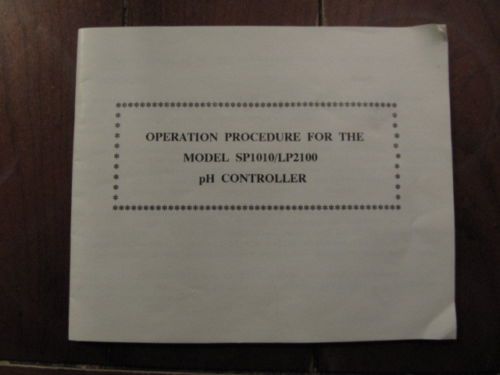 OPERATION PROCEDURE FOR THE
MODEL SP1010/LP2100
pH CONTROLLER